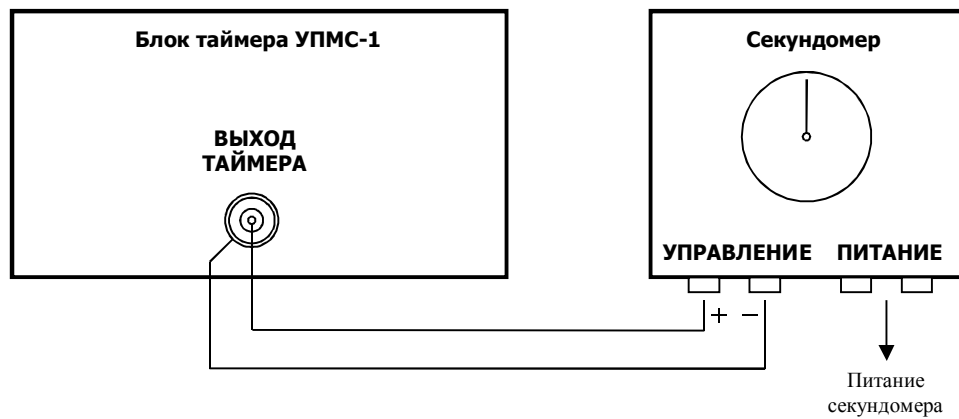 Блок таймера УПМС-1
ВЫХОД
ТАЙМЕРА
Секундомер
УПРАВЛЕНИЕ ПИТАНИЕ
+ −
Питание
секундомера